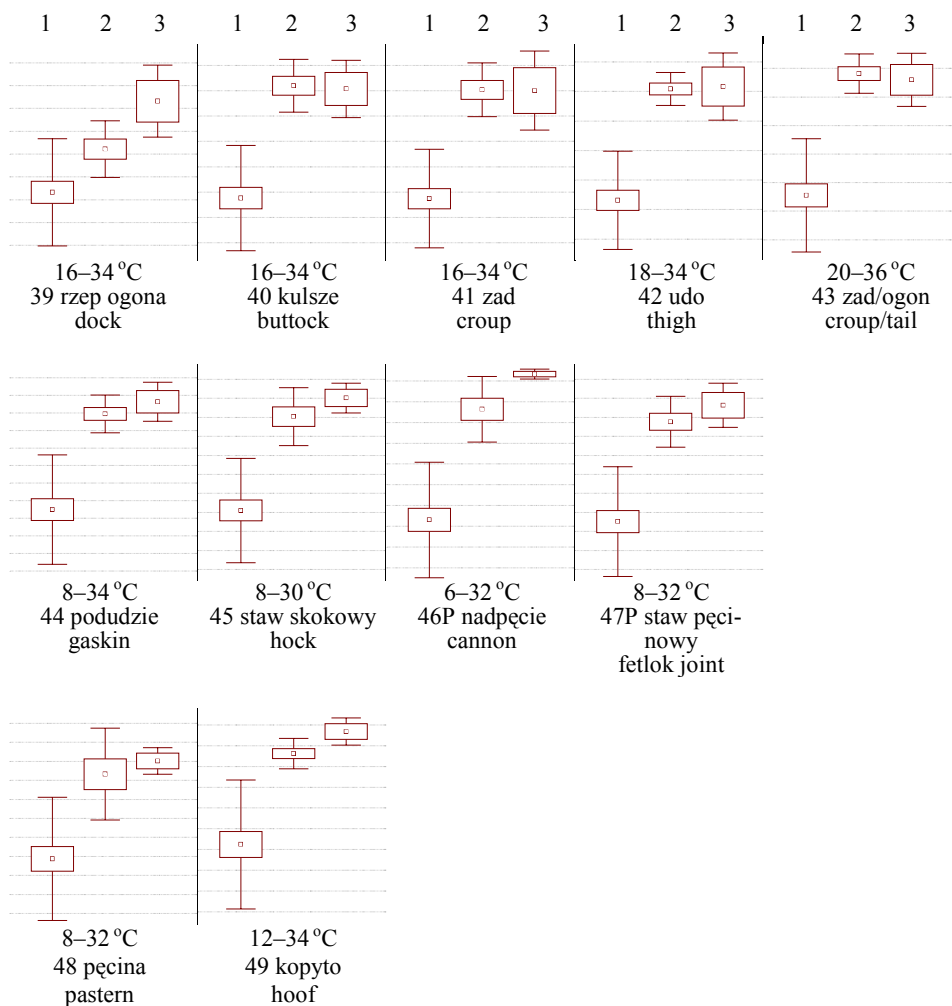 1 2 3 1 2 3 1 2 3 1 2 3 1 2 3
16–34 °C
39 rzep ogona
dock
16–34 °C
40 kulsze
buttock
16–34 °C
41 zad
croup
18–34 °C
42 udo
thigh
20–36 °C
43 zad/ogon
croup/tail
8–34 °C
44 podudzie
gaskin
8–30 °C
45 staw skokowy
hock
6–32 °C
46P nadpęcie
cannon
8–32 °C
47P staw pęci-
nowy
fetlok joint
8–32 °C
48 pęcina
pastern
12–34 °C
49 kopyto
hoof